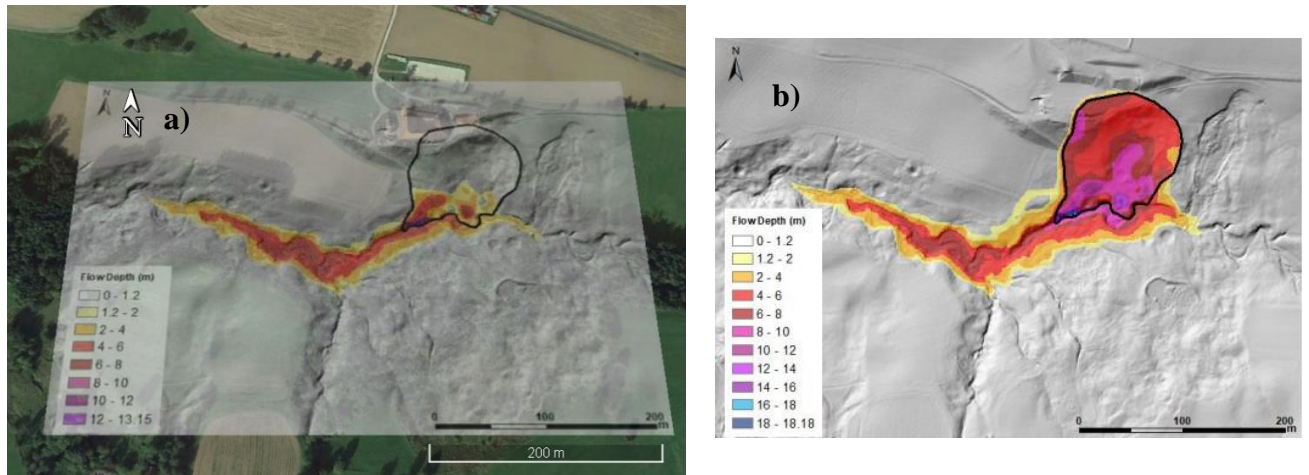 N
N
a)
Flow Depth (m)
0 - 1.2
1.2 - 2
2 - 4
4 - 6
6 - 8
8 - 10
10 - 12
12 - 13.15
0 100 200
m
200 m
N
b)
Flow Depth (m)
0 - 1.2
1.2 - 2
2 - 4
4 - 6
6 - 8
8 - 10
10 - 12
12 - 14
14 - 16
16 - 18
18 - 18.18
0 100 200
m